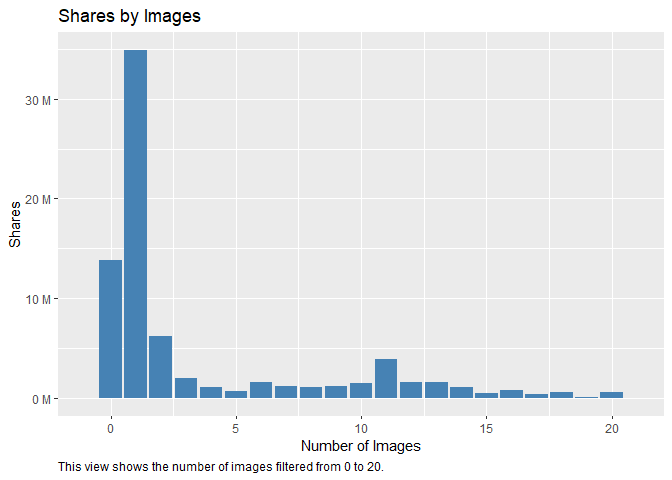 Shares by Images
30 M
20 M
10 M
0 M
Shares
0 5 10 15 20
Number of Images
This view shows the number of images filtered from 0 to 20.